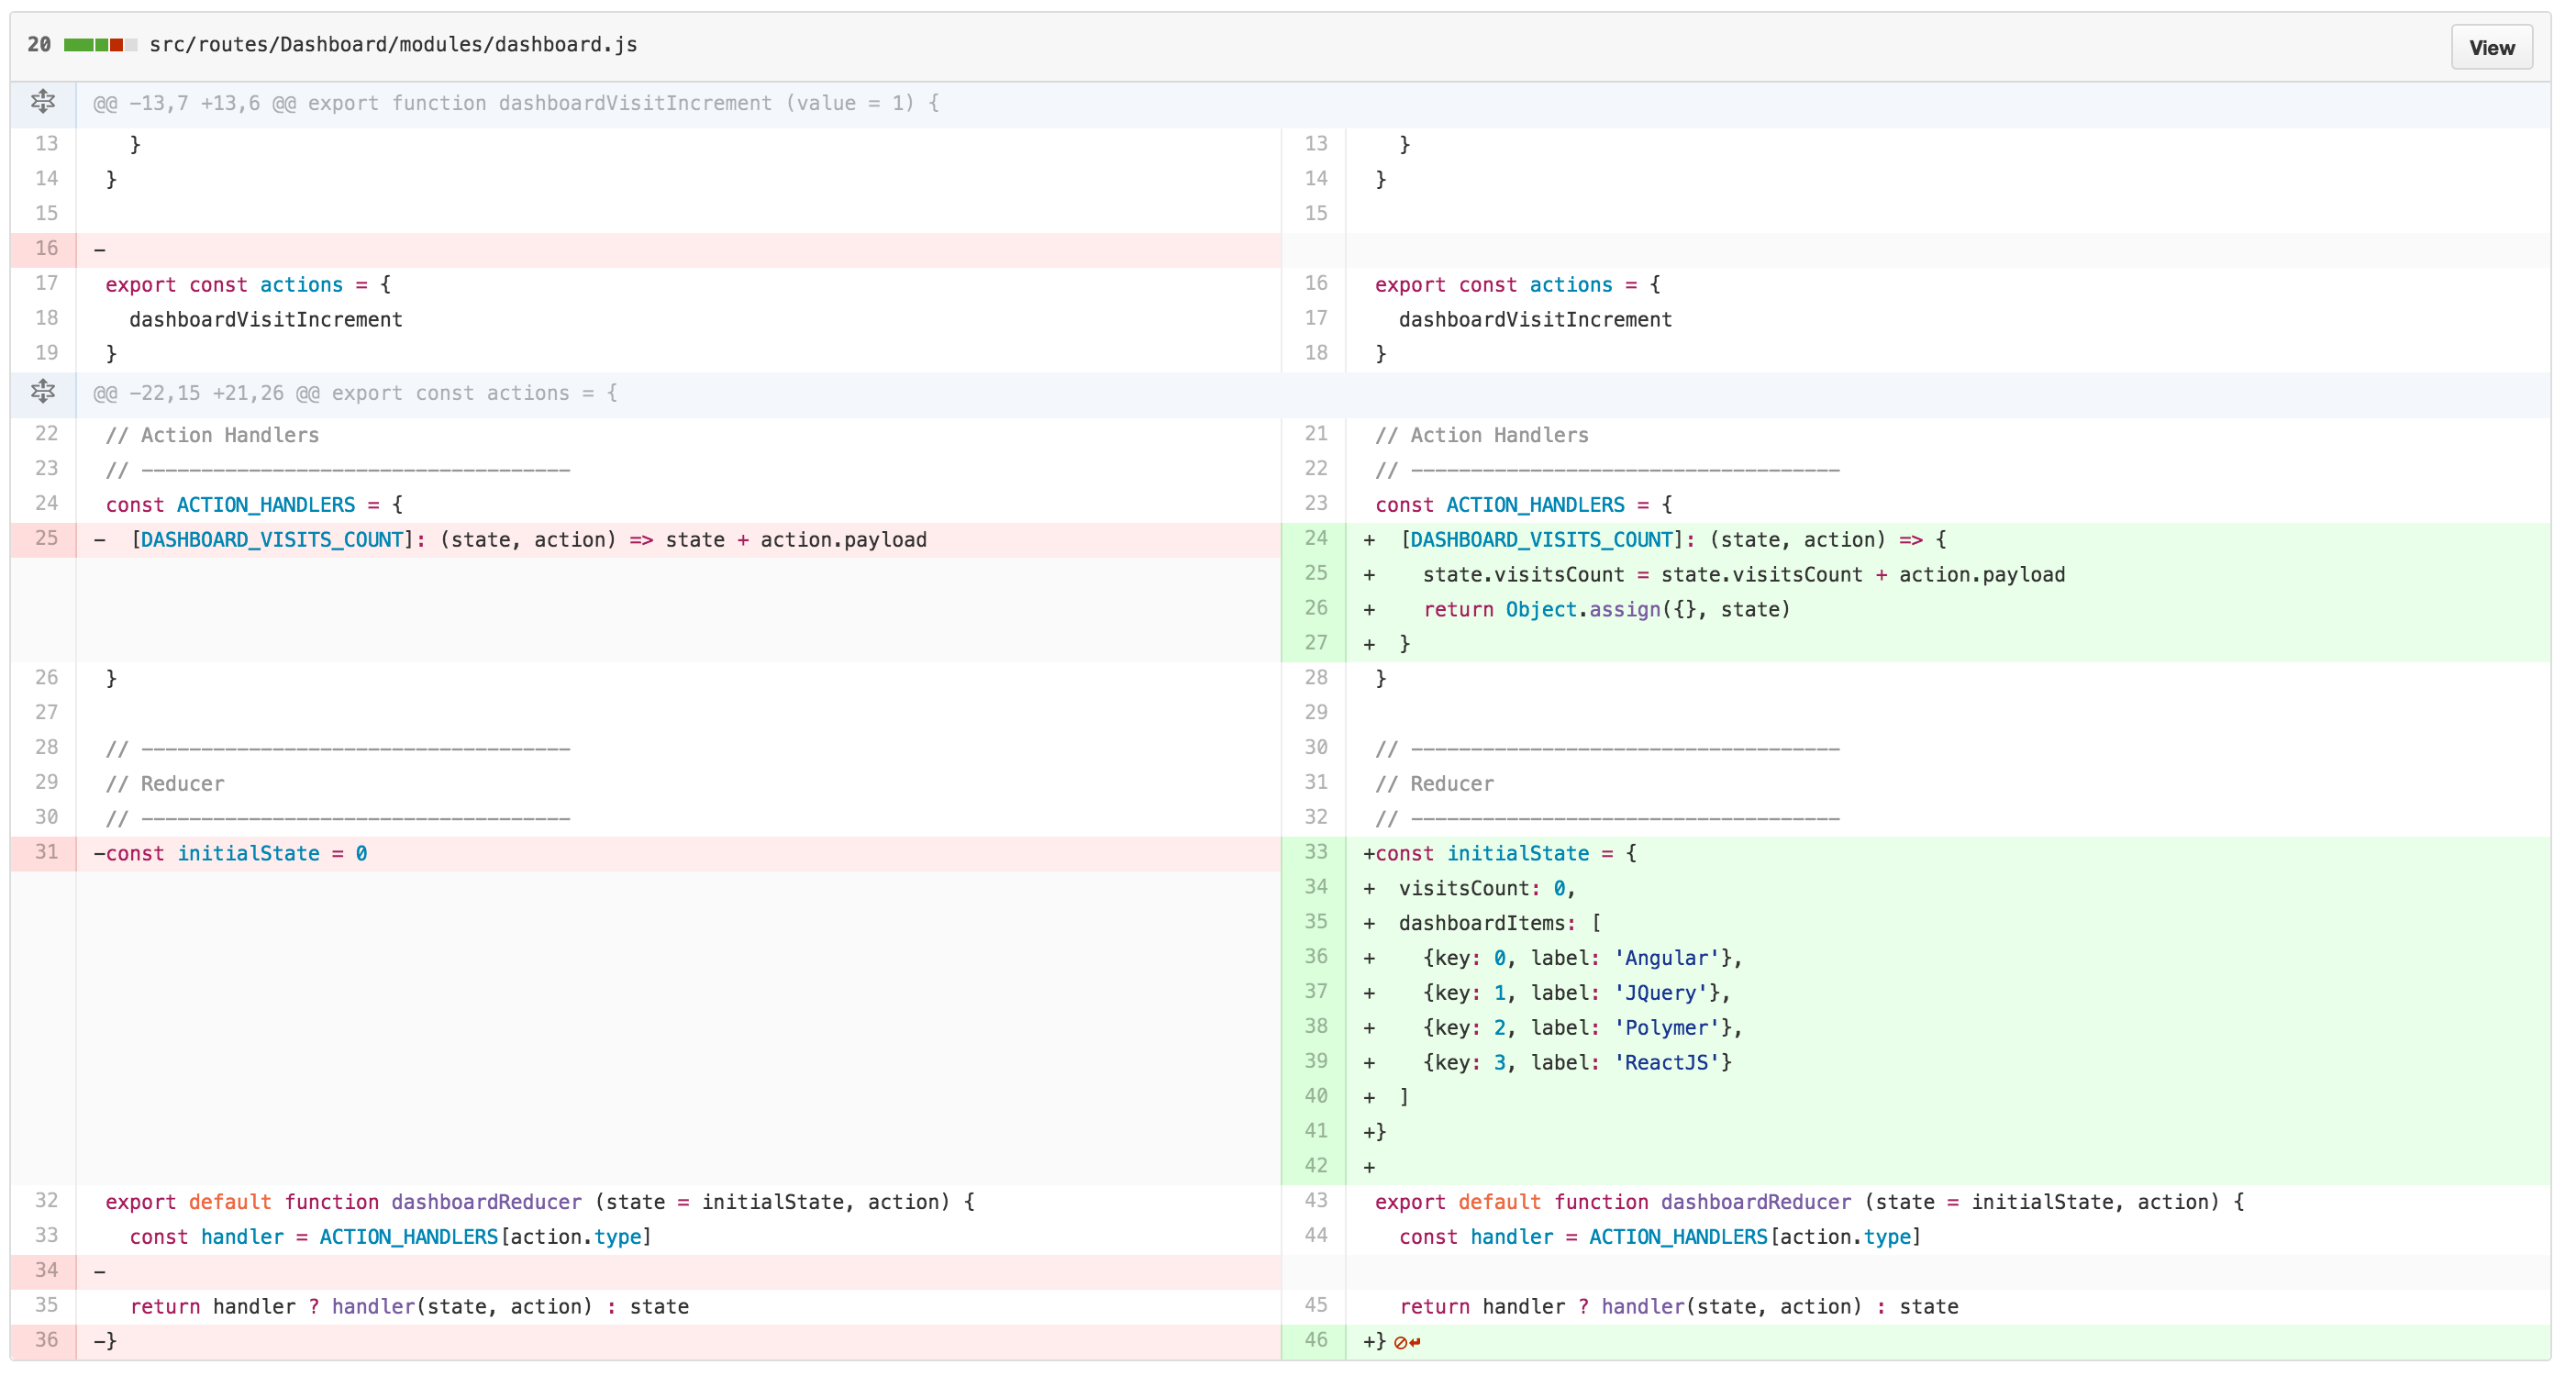 20 src/routes/Dashboard/modules/dashboard.js View
@@ -13,7 +13,6 @@ export function dashboardVisitIncrement (value = 1) {
13   } 13   }
14 } 14 }
15 15
16 -
17 export const actions = { 16 export const actions = {
18   dashboardVisitIncrement 17   dashboardVisitIncrement
19 } 18 }
@@ -22,15 +21,26 @@ export const actions = {
22 // Action Handlers 21 // Action Handlers
23 // ------------------------------------ 22 // ------------------------------------
24 const ACTION_HANDLERS = { 23 const ACTION_HANDLERS = {
25 -  [DASHBOARD_VISITS_COUNT]: (state, action) => state + action.payload 24 +  [DASHBOARD_VISITS_COUNT]: (state, action) => {
25 +    state.visitsCount = state.visitsCount + action.payload
26 +    return Object.assign({}, state)
27 +  }
26 } 28 }
27 29
28 // ------------------------------------ 30 // ------------------------------------
29 // Reducer 31 // Reducer
30 // ------------------------------------ 32 // ------------------------------------
31 -const initialState = 0 33 +const initialState = {
34 +  visitsCount: 0,
35 +  dashboardItems: [
36 +    {key: 0, label: 'Angular'},
37 +    {key: 1, label: 'JQuery'},
38 +    {key: 2, label: 'Polymer'},
39 +    {key: 3, label: 'ReactJS'}
40 +  ]
41 +}
42 +
32 export default function dashboardReducer (state = initialState, action) { 43 export default function dashboardReducer (state = initialState, action) {
33   const handler = ACTION_HANDLERS[action.type] 44   const handler = ACTION_HANDLERS[action.type]
34 -
35   return handler ? handler(state, action) : state 45   return handler ? handler(state, action) : state
36 -} 46 +}